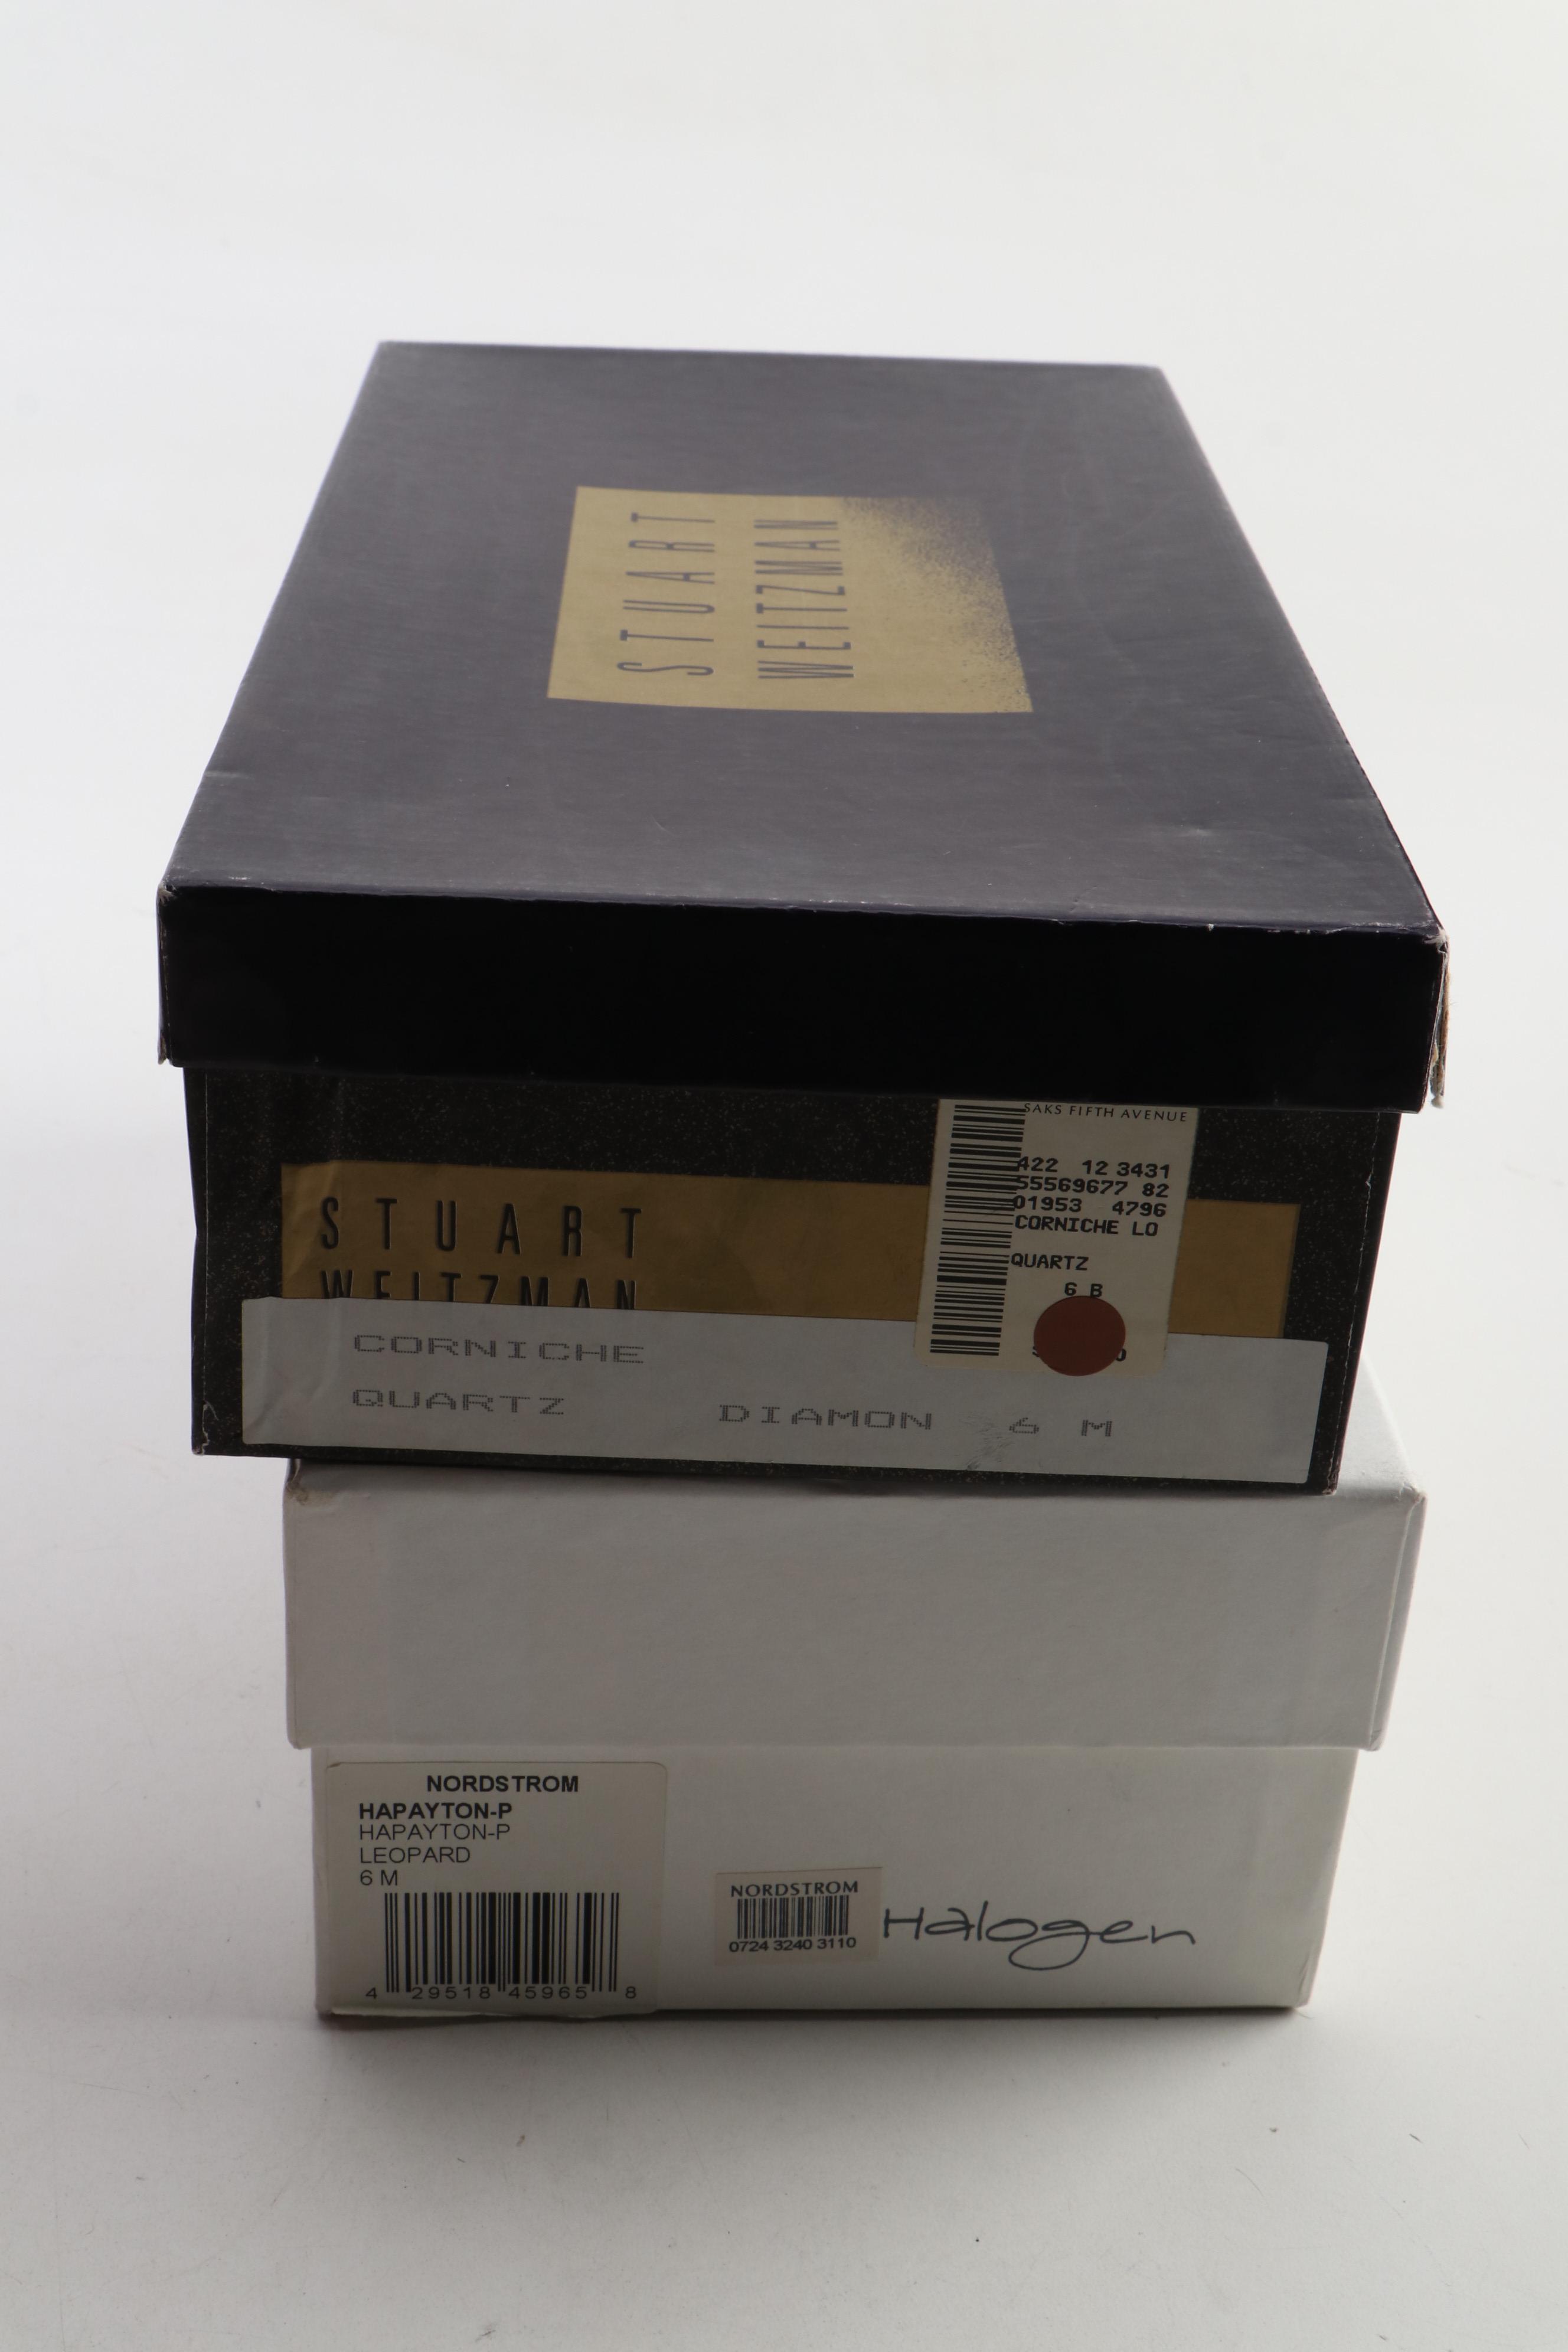 STUART
WEITZMAN
STUART
WEITZMAN
SAKS FIFTH AVENUE
422 12 3431
55569677 82
01953 4796
CORNICHE LO
QUARTZ
6 B
CORNICHE
QUARTZ DIAMON 6 M
NORDSTROM
HAPAYTON-P
HAPAYTON-P
LEOPARD
6 M
4 29518 45965 8
NORDSTROM
0724 3240 3110
Halogen